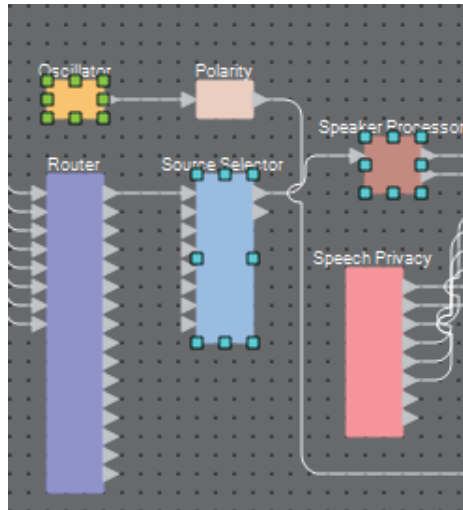 Oscillator
Polarity
Speaker Processor
Router
Source Selector
Speech Privacy